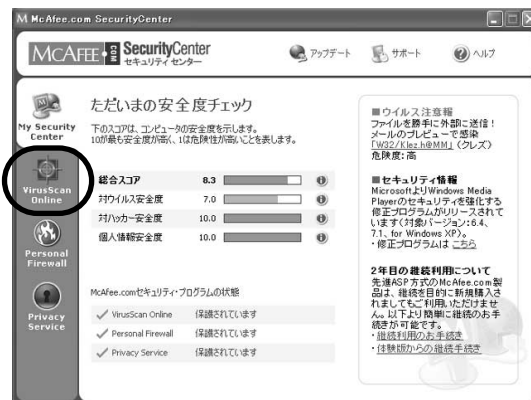 McAfee.com SecurityCenter
McAFEE .COM SecurityCenter
セキュリティ センター
アップデート サポート ヘルプ
My Security
Center
VirusScan
Online
Personal
Firewall
Privacy
Service
ただいまの安全度チェック
下のスコアは、コンピュータの安全度を示します。
10が最も安全度が高く、1は危険性が高いことを表します。
総合スコア 8.3
対ウイルス安全度 7.0
対ハッカー安全度 10.0
個人情報安全度 10.0
McAfee.comセキュリティ・プログラムの状態
VirusScan Online 保護されています
Personal Firewall 保護されています
Privacy Service 保護されています
■ウイルス注意報
ファイルを勝手に外部に送信！
メールのプレビューで感染
「W32/Klez.h@MM」(クレズ)
危険度:高
■セキュリティ情報
MicrosoftよりWindows Media
Playerのセキュリティを強化する
修正プログラムがリリースされて
います(対象バージョン:6.4、
7.1、for Windows XP)。
・修正プログラムは こちら
2年目の継続利用について
先進ASP方式のMcAfee.com製
品は、継続を目的に新規購入さ
れましてもご利用いただけませ
ん。以下より簡単に継続のお手
続きが可能です。
・継続利用のお手続き
・体験版からの継続手続き